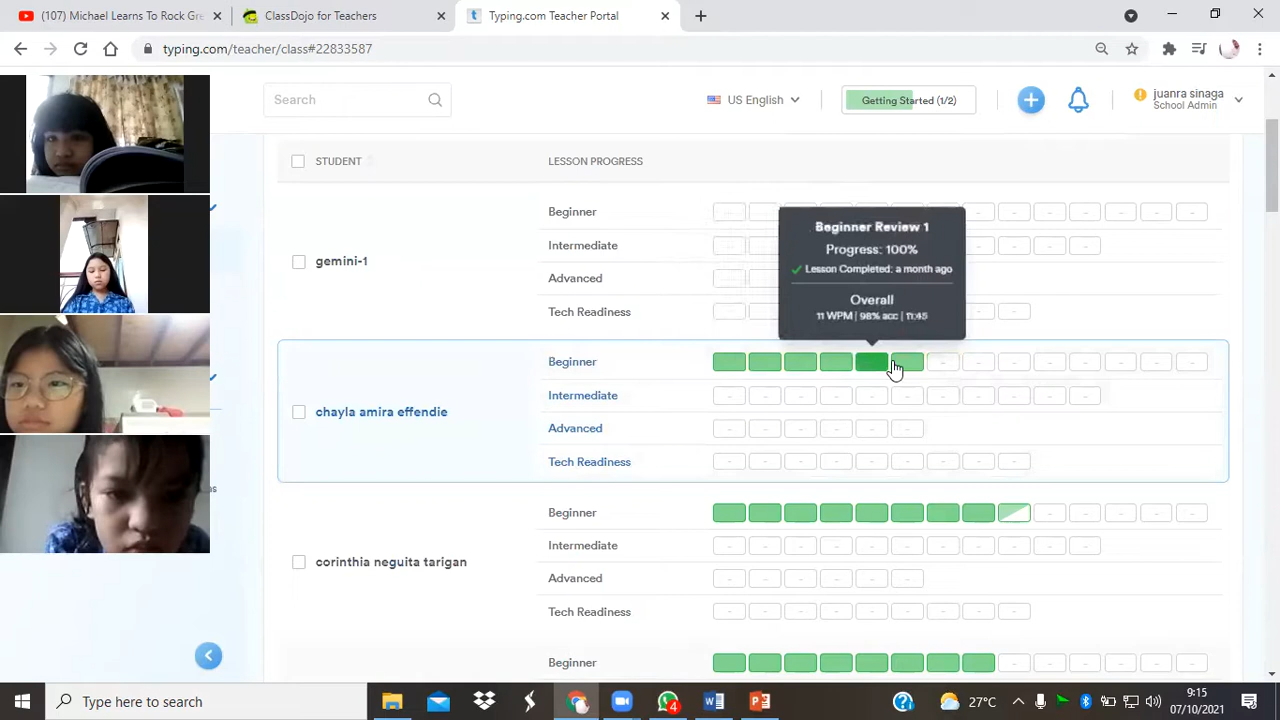 (107) Michael Learns To Rock Gre
ClassDojo for Teachers
Typing.com Teacher Portal
typing.com/teacher/class#22833587
Search
US English
Getting Started (1/2)
juanra sinaga
School Admin
STUDENT
LESSON PROGRESS
gemini-1
Beginner
Intermediate
Advanced
Tech Readiness
Beginner Review 1
Progress: 100%
Lesson Completed: a month ago
Overall
11 WPM | 98% acc | 11:45
chayla amira effendie
Beginner
Intermediate
Advanced
Tech Readiness
corinthia neguita tarigan
Beginner
Intermediate
Advanced
Tech Readiness
Beginner
as
Type here to search
4
27°C
9:15
07/10/2021